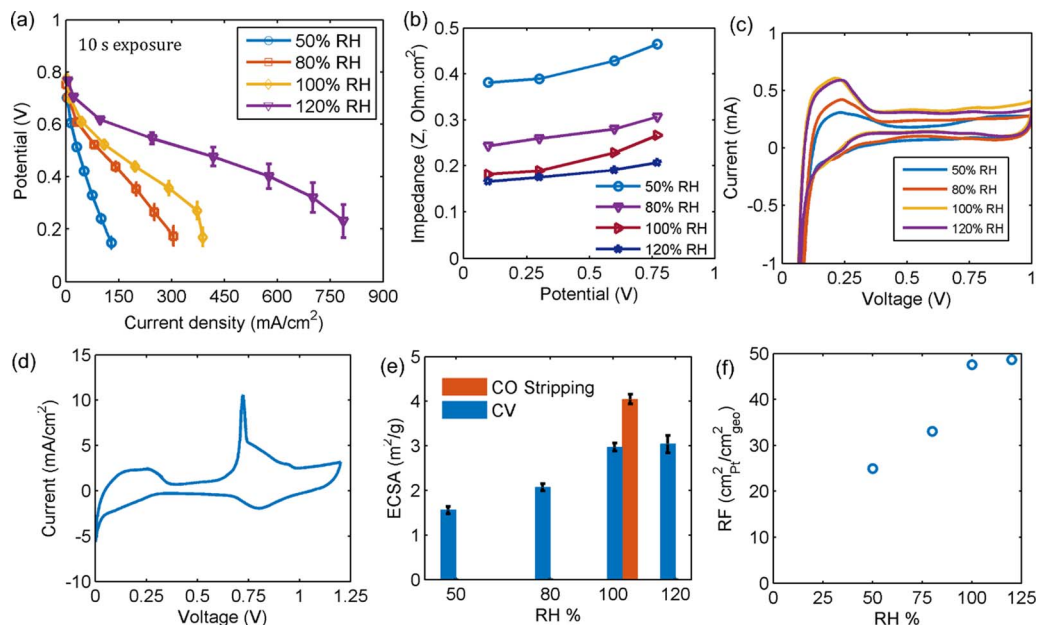 (a)
10 s exposure
50% RH
80% RH
100% RH
120% RH
Potential (V)
1
0.8
0.6
0.4
0.2
0
0 150 300 450 600 750 900
Current density (mA/cm²)
(b)
Impedance (Z, Ohm.cm²)
0.5
0.4
0.3
0.2
0.1
0
50% RH
80% RH
100% RH
120% RH
0 0.25 0.5 0.75 1
Potential (V)
(c)
Current (mA)
1
0.5
0
-0.5
-1
50% RH
80% RH
100% RH
120% RH
0 0.25 0.5 0.75 1
Voltage (V)
(d)
Current (mA/cm²)
15
10
5
0
-5
-10
0 0.25 0.5 0.75 1 1.25
Voltage (V)
(e)
CO Stripping
CV
ECSA (m²/g)
5
4
3
2
1
0
50 80 100 120
RH %
(f)
RF (cm²Pt/cm²geo)
50
40
30
20
10
0
0 25 50 75 100 125
RH %